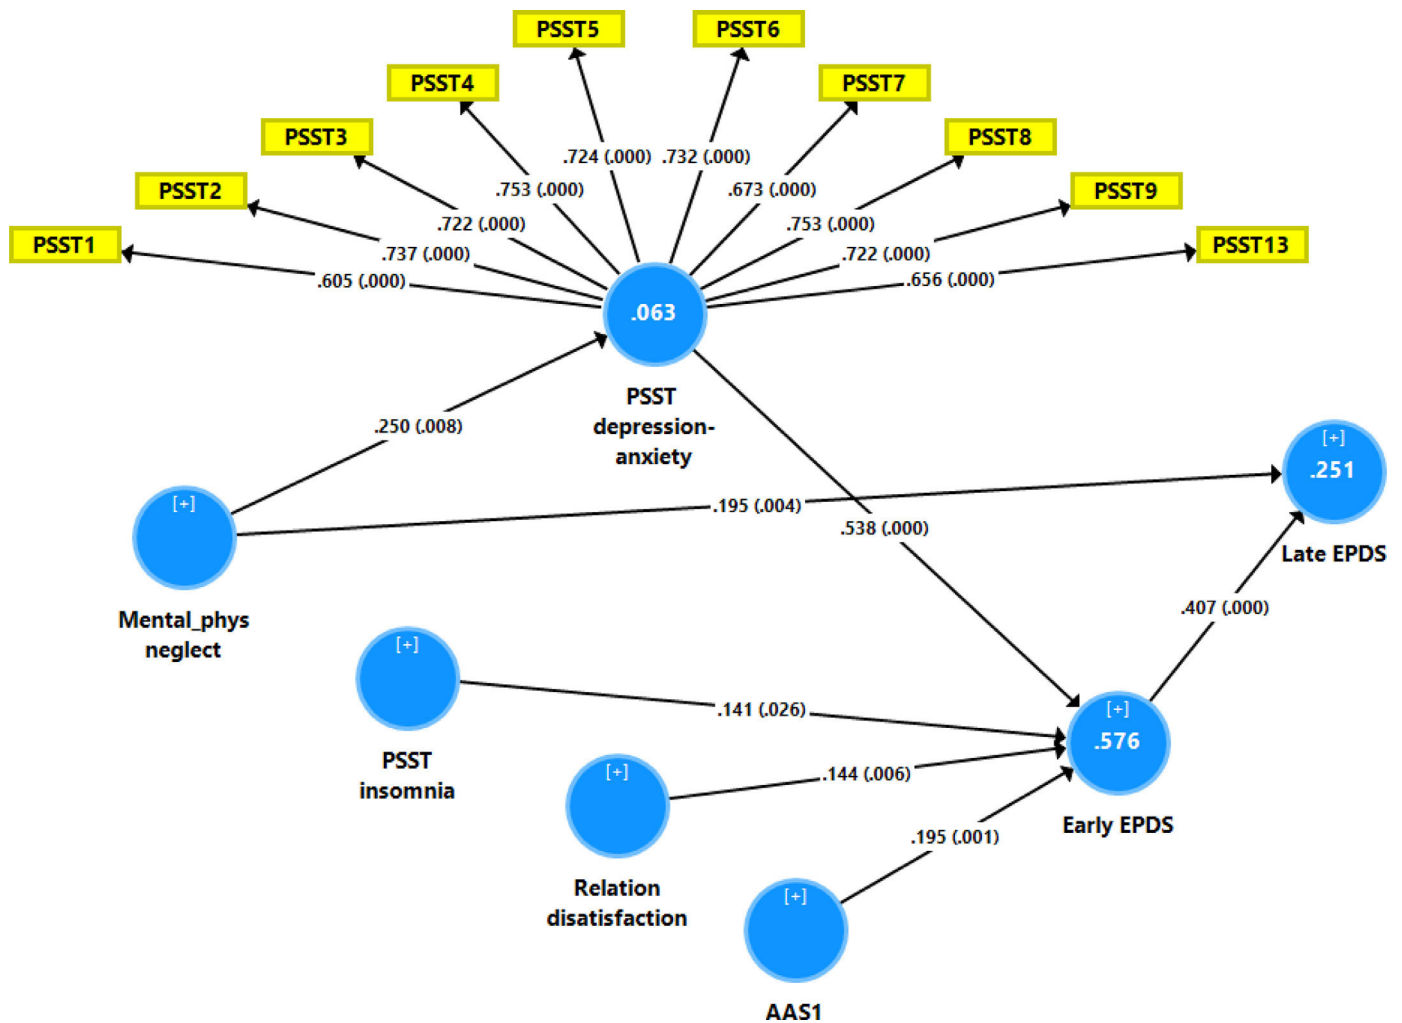 PSST5
PSST6
PSST4
PSST7
PSST3
PSST8
.724 (.000)
.732 (.000)
PSST2
.753 (.000)
.673 (.000)
PSST9
.722 (.000)
.753 (.000)
PSST1
.737 (.000)
.722 (.000)
PSST13
.605 (.000)
.656 (.000)
.063
PSST
depression-
anxiety
.250 (.008)
[+]
.251
Late EPDS
[+]
.195 (.004)
.538 (.000)
Mental_phys
neglect
.407 (.000)
[+]
PSST
insomnia
.141 (.026)
[+]
.576
Early EPDS
[+]
Relation
disatisfaction
.144 (.006)
.195 (.001)
[+]
AAS1